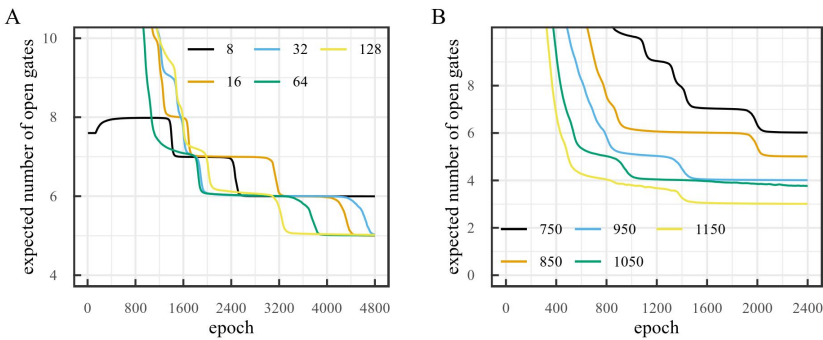 A
expected number of open gates
10
8
6
4
8 32 128
16 64
0 800 1600 2400 3200 4000 4800
epoch
B
expected number of open gates
8
6
4
2
0
750 950 1150
850 1050
0 400 800 1200 1600 2000 2400
epoch